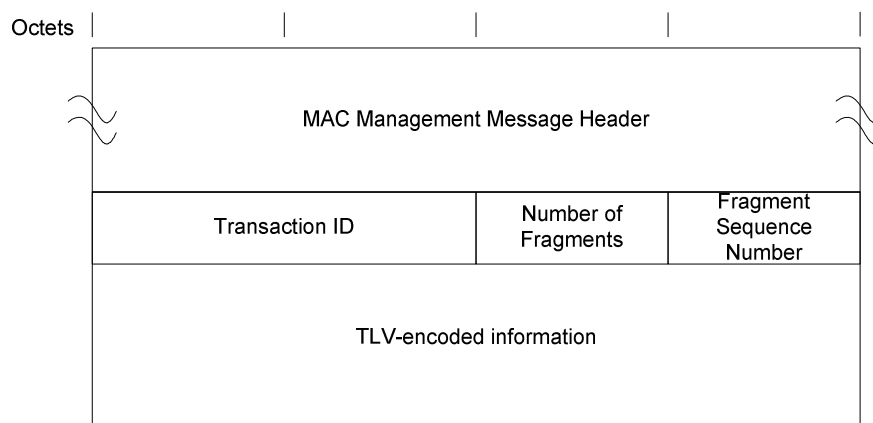 Octets
MAC Management Message Header
Transaction ID
Number of
Fragments
Fragment
Sequence
Number
TLV-encoded information